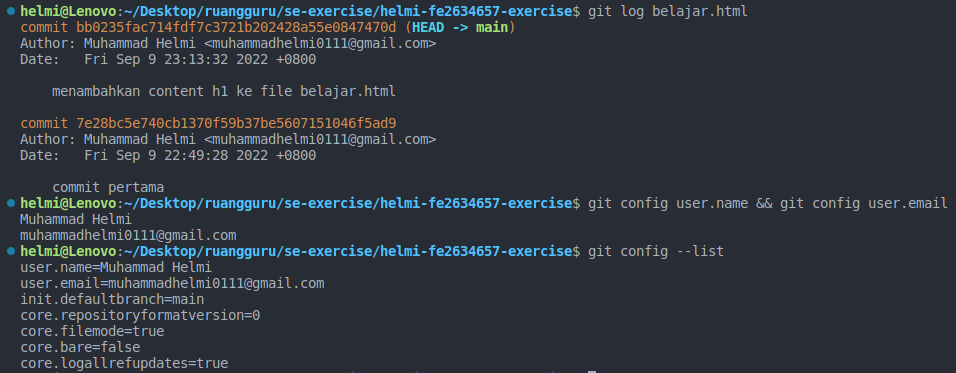 helmi@Lenovo:~/Desktop/ruangguru/se-exercise/helmi-fe2634657-exercise$ git log belajar.html
commit bb0235fac714fdf7c3721b202428a55e0847470d (HEAD -> main)
Author: Muhammad Helmi <muhammadhelmi0111@gmail.com>
Date:   Fri Sep 9 23:13:32 2022 +0800
    menambahkan content h1 ke file belajar.html
commit 7e28bc5e740cb1370f59b37be5607151046f5ad9
Author: Muhammad Helmi <muhammadhelmi0111@gmail.com>
Date:   Fri Sep 9 22:49:28 2022 +0800
    commit pertama
helmi@Lenovo:~/Desktop/ruangguru/se-exercise/helmi-fe2634657-exercise$ git config user.name && git config user.email
Muhammad Helmi
muhammadhelmi0111@gmail.com
helmi@Lenovo:~/Desktop/ruangguru/se-exercise/helmi-fe2634657-exercise$ git config --list
user.name=Muhammad Helmi
user.email=muhammadhelmi0111@gmail.com
init.defaultbranch=main
core.repositoryformatversion=0
core.filemode=true
core.bare=false
core.logallrefupdates=true